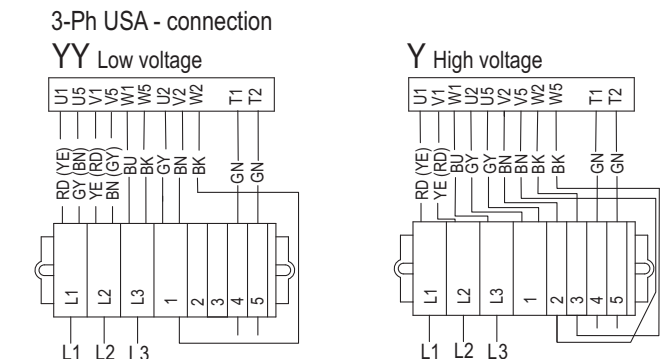 3-Ph USA - connection
YY Low voltage
U1 U5 V1 V5 W1 W5 U2 V2 W2 T1 T2
RD (YE) GY (BN) YE (RD) BN (GY) BU BK GY BN BK GN GN
L1 L2 L3 1 2 3 4 5
L1 L2 L3
Y High voltage
U1 V1 W1 U2 U5 V2 V5 W2 W5 T1 T2
RD (YE) YE (RD) BU GY GY BN BN BK BK GN GN
L1 L2 L3 1 2 3 4 5
L1 L2 L3